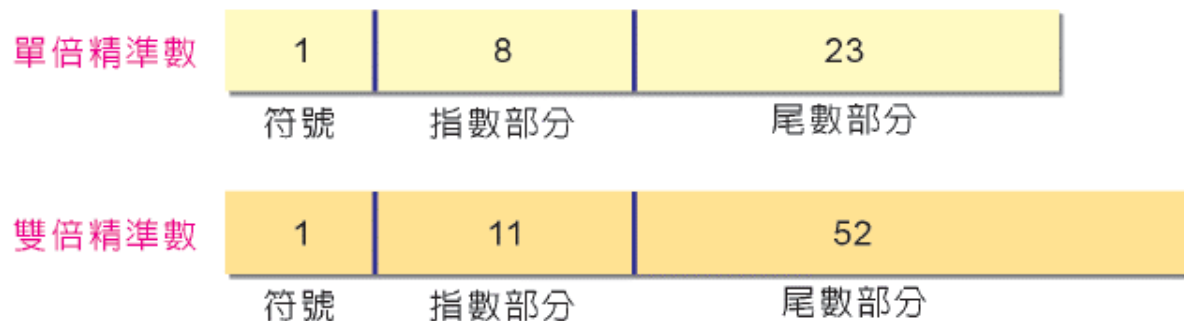 單倍精準數 1 8 23
符號 指數部分 尾數部分
雙倍精準數 1 11 52
符號 指數部分 尾數部分